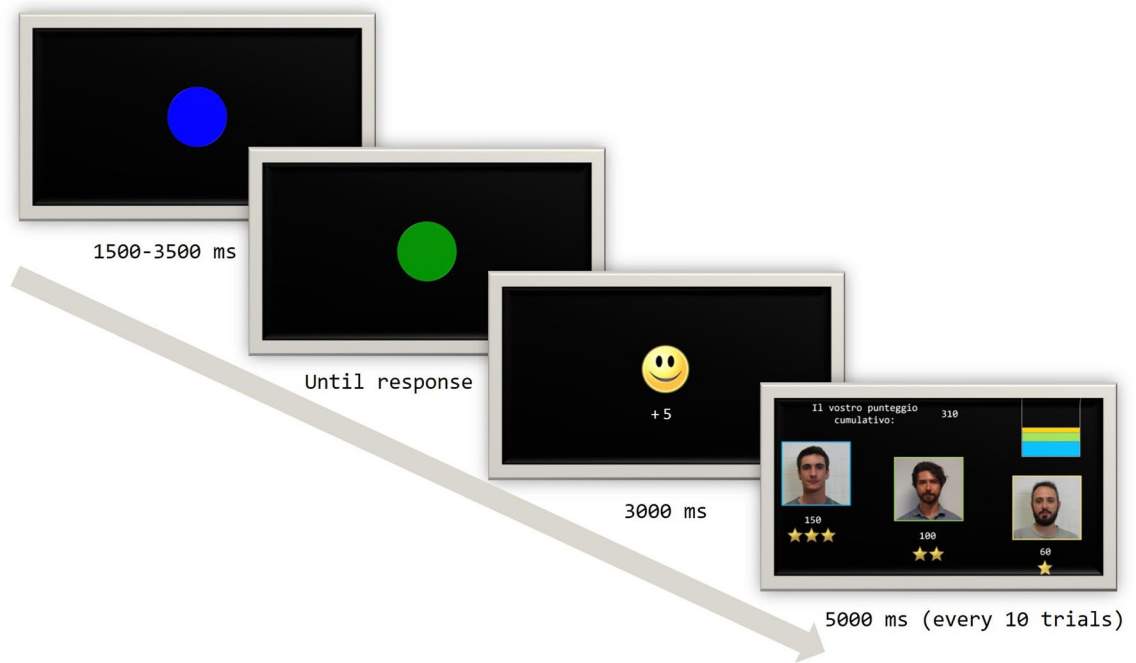 1500-3500 ms
Until response
+5
3000 ms
Il vostro punteggio
cumulativo:
310
150
100
60
5000 ms (every 10 trials)